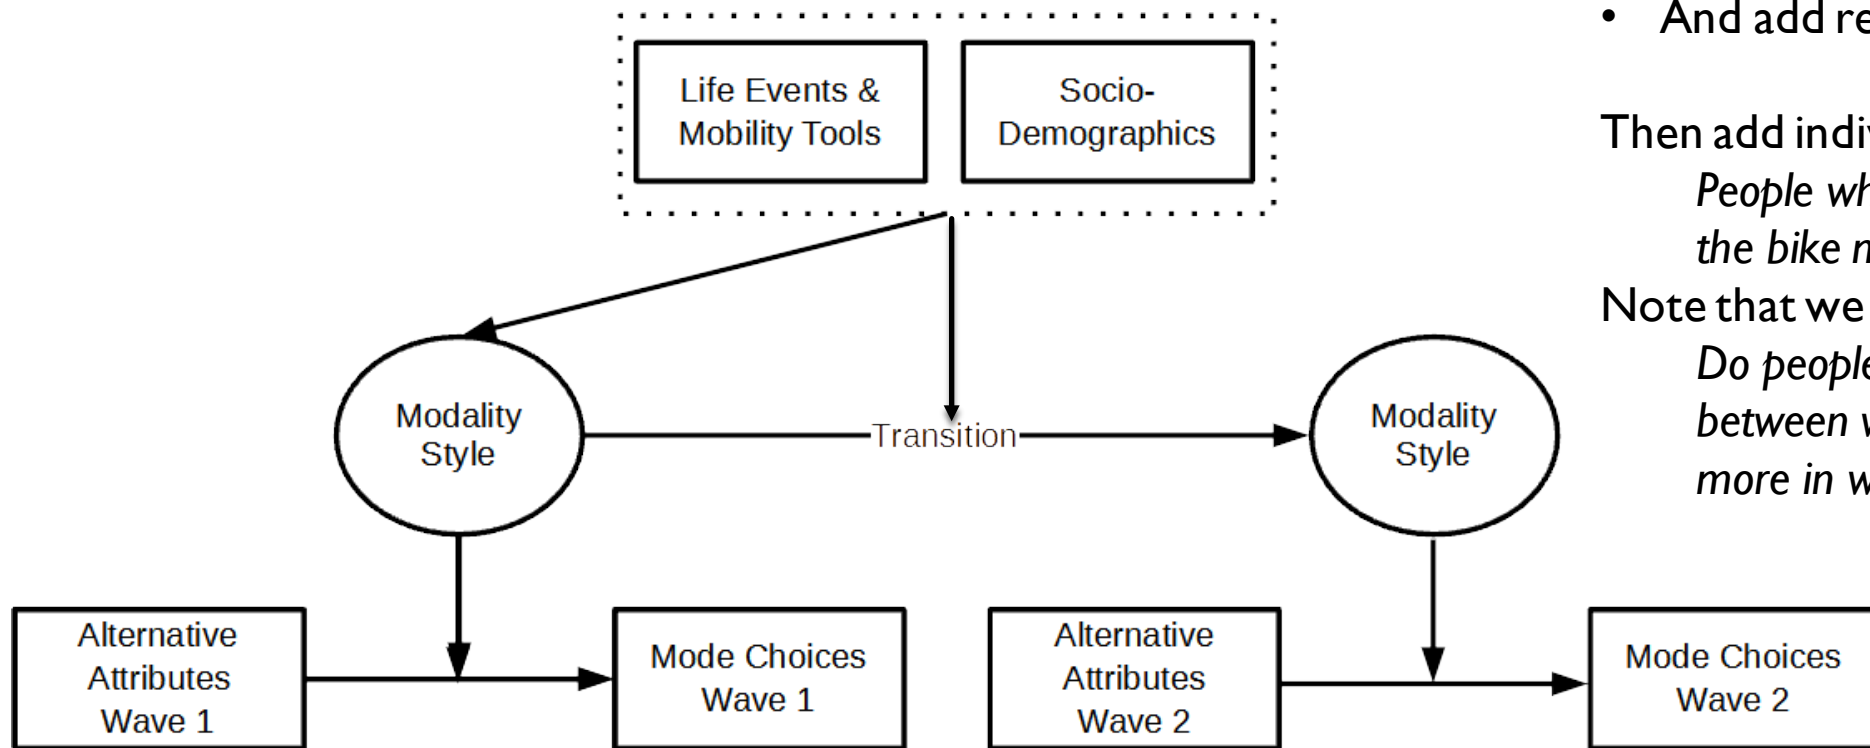 Life Events &
Mobility Tools
Socio-
Demographics
Modality
Style
Transition
Modality
Style
Alternative
Attributes
Wave 1
Mode Choices
Wave 1
Alternative
Attributes
Wave 2
Mode Choices
Wave 2
• And add re
Then add indiv
People wh
the bike n
Note that we
Do people
between w
more in w